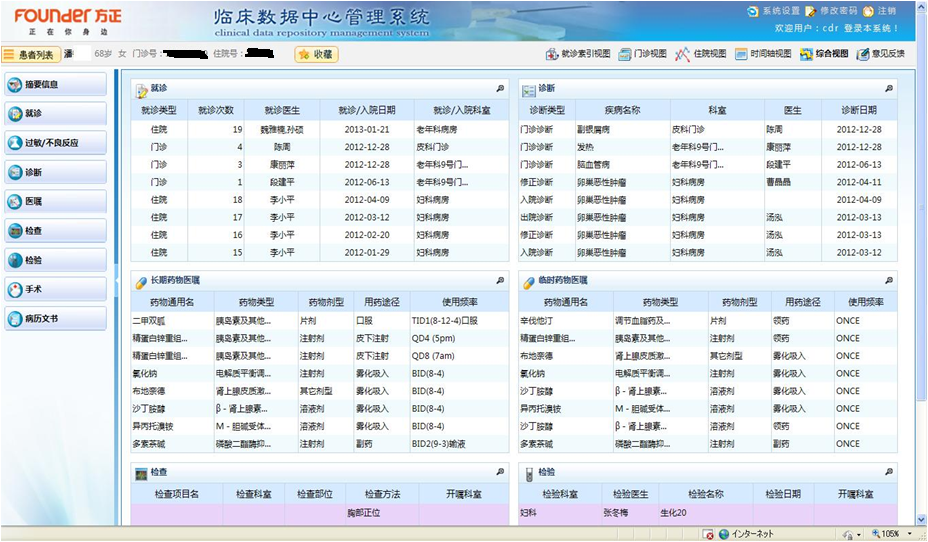 FOUNDER 方正
正在你身边
临床数据中心管理系统
clinical data repository management system
系统设置 修改密码 注销
欢迎用户：cdr 登录本系统！
患者列表 潘 68岁 女 门诊号： 住院号： 收藏 就诊索引视图 门诊视图 住院视图 时间轴视图 综合视图 意见反馈
摘要信息
就诊
过敏/不良反应
诊断
医嘱
检查
检验
手术
病历文书
就诊
就诊类型 就诊次数 就诊医生 就诊/入院日期 就诊/入院科室
住院 19 魏雅楠,孙硕 2013-01-21 老年科病房
门诊 4 陈周 2012-12-28 皮科门诊
门诊 3 康丽萍 2012-12-28 老年科9号门...
门诊 1 段建平 2012-06-13 老年科9号门...
住院 18 李小平 2012-04-09 妇科病房
住院 17 李小平 2012-03-12 妇科病房
住院 16 李小平 2012-02-20 妇科病房
住院 15 李小平 2012-01-29 妇科病房
诊断
诊断类型 疾病名称 科室 医生 诊断日期
门诊诊断 副银屑病 皮科门诊 陈周 2012-12-28
门诊诊断 发热 老年科9号... 康丽萍 2012-12-28
门诊诊断 脑血管病 老年科9号... 段建平 2012-06-13
修正诊断 卵巢恶性肿瘤 妇科病房 曹晶晶 2012-04-11
入院诊断 卵巢恶性肿瘤 妇科病房 2012-04-09
出院诊断 卵巢恶性肿瘤 妇科病房 汤泓 2012-03-13
修正诊断 卵巢恶性肿瘤 妇科病房 汤泓 2012-03-13
入院诊断 卵巢恶性肿瘤 妇科病房 汤泓 2012-03-12
长期药物医嘱
药物通用名 药物类型 药物剂型 用药途径 使用频率
二甲双胍 胰岛素及其他... 片剂 口服 TID1(8-12-4)口服
精蛋白锌重组... 胰岛素及其他... 注射剂 皮下注射 QD4 (5pm)
精蛋白锌重组... 胰岛素及其他... 注射剂 皮下注射 QD8 (7am)
氯化钠 电解质平衡调... 注射剂 雾化吸入 BID(8-4)
布地奈德 肾上腺皮质激... 其它剂型 雾化吸入 BID(8-4)
沙丁胺醇 β - 肾上腺素... 溶液剂 雾化吸入 BID(8-4)
异丙托溴铵 M - 胆碱受体... 溶液剂 雾化吸入 BID(8-4)
多索茶碱 磷酸二酯酶抑... 注射剂 副药 BID2(9-3)输液
临时药物医嘱
药物通用名 药物类型 药物剂型 用药途径 使用频率
辛伐他汀 调节血脂药及... 片剂 领药 ONCE
精蛋白锌重组... 胰岛素及其他... 注射剂 领药 ONCE
布地奈德 肾上腺皮质激... 其它剂型 雾化吸入 ONCE
氯化钠 电解质平衡调... 注射剂 雾化吸入 ONCE
沙丁胺醇 β - 肾上腺素... 溶液剂 雾化吸入 ONCE
异丙托溴铵 M - 胆碱受体... 溶液剂 雾化吸入 ONCE
沙丁胺醇 β - 肾上腺素... 溶液剂 雾化吸入 ONCE
多索茶碱 磷酸二酯酶抑... 注射剂 副药 ONCE
检查
检查项目名 检查科室 检查部位 检查方法 开嘱科室
胸部正位
检验
检验科室 检验医生 检验名称 检验日期 开嘱科室
妇科 张冬梅 生化20
インターネット 105%